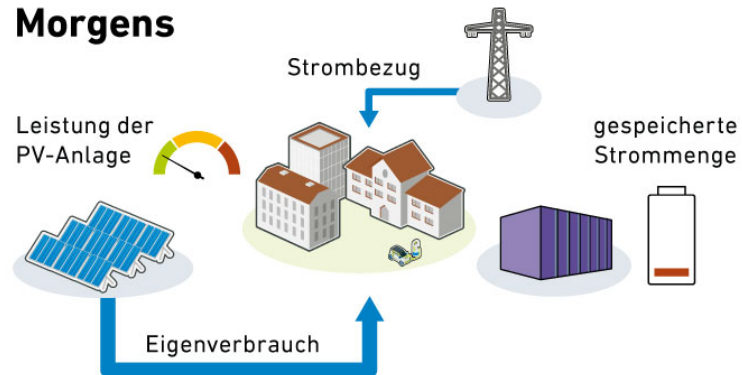 Morgens
Strombezug
Leistung der
PV-Anlage
gespeicherte
Strommenge
Eigenverbrauch